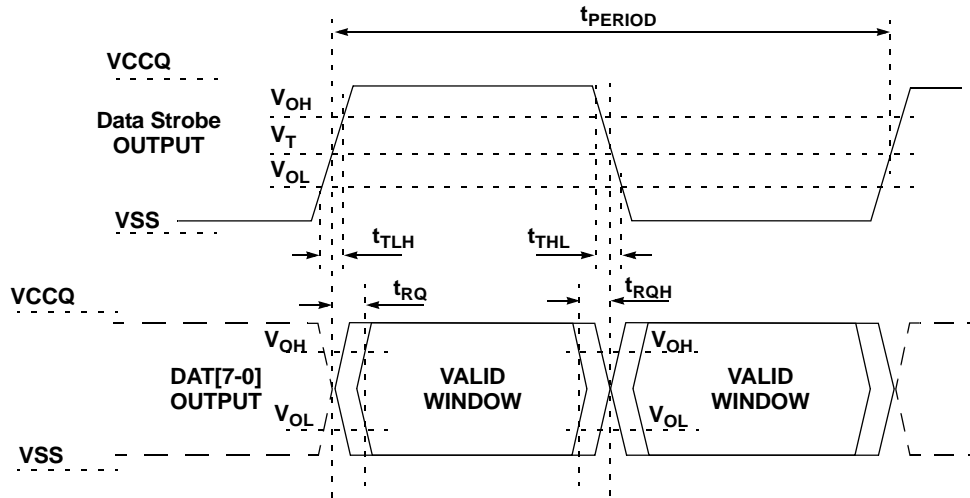 tPERIOD
VCCQ
VOH
Data Strobe
OUTPUT
VT
VOL
VSS
tTLH
tTHL
VCCQ
tRQ
tRQH
VOH
VOH
DAT[7-0]
OUTPUT
VALID
WINDOW
VALID
WINDOW
VOL
VOL
VSS